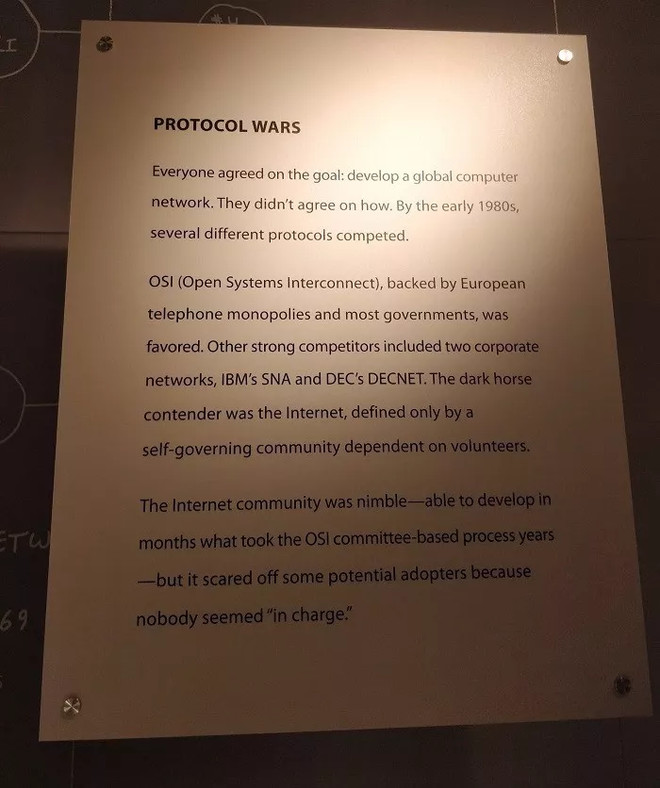 PROTOCOL WARS
Everyone agreed on the goal: develop a global computer
network. They didn't agree on how. By the early 1980s,
several different protocols competed.
OSI (Open Systems Interconnect), backed by European
telephone monopolies and most governments, was
favored. Other strong competitors included two corporate
networks, IBM's SNA and DEC's DECNET. The dark horse
contender was the Internet, defined only by a
self-governing community dependent on volunteers.
The Internet community was nimble—able to develop in
months what took the OSI committee-based process years
—but it scared off some potential adopters because
nobody seemed "in charge."
69